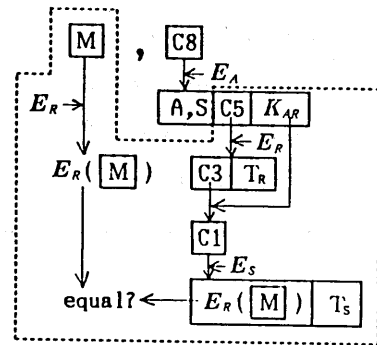 M , C8
E_A
A,S C5 K_AR
E_R
E_R
E_R( M )
C3 T_R
C1
E_S
equal? E_R( M ) T_S